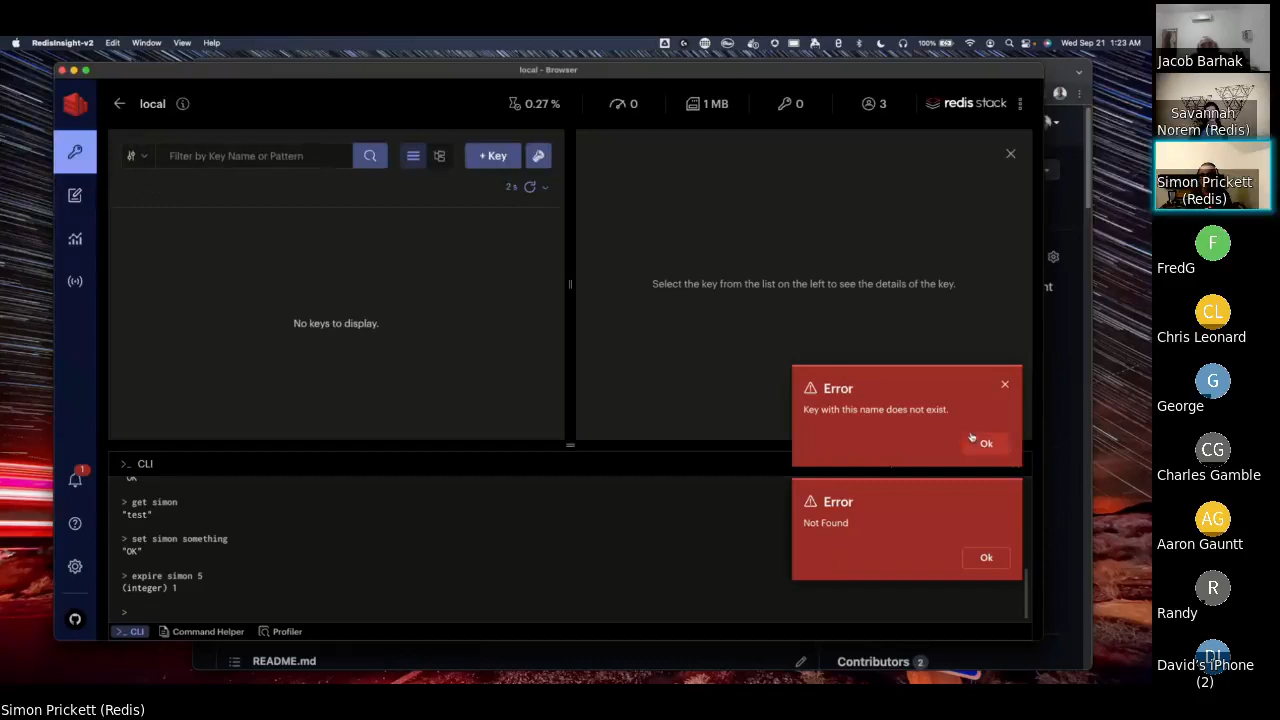 RedisInsight-v2 Edit Window View Help
100% Wed Sep 21 1:23 AM
local - Browser
local
0.27 %
0
1 MB
0
3
redis stack
Filter by Key Name or Pattern
+ Key
2 s
No keys to display.
Select the key from the list on the left to see the details of the key.
Error
Key with this name does not exist.
Ok
Error
Not Found
Ok
>_ CLI
OK
> get simon
"test"
> set simon something
"OK"
> expire simon 5
(integer) 1
>
1
>_ CLI Command Helper Profiler
README.md
Contributors 2
nt
Jacob Barhak
Savannah
Norem (Redis)
Simon Prickett
(Redis)
F
FredG
CL
Chris Leonard
G
George
CG
Charles Gamble
AG
Aaron Gauntt
R
Randy
DI
David's iPhone
(2)
Simon Prickett (Redis)